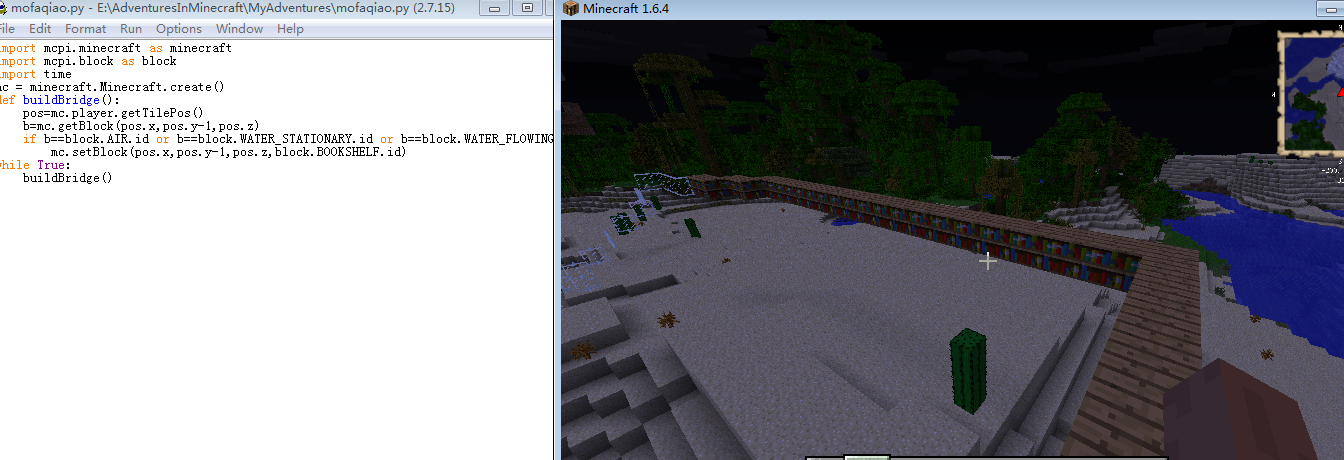 mofaqiao.py - E:\AdventuresInMinecraft\MyAdventures\mofaqiao.py (2.7.15)
File Edit Format Run Options Window Help
import mcpi.minecraft as minecraft
import mcpi.block as block
import time
mc = minecraft.Minecraft.create()
def buildBridge():
pos=mc.player.getTilePos()
b=mc.getBlock(pos.x,pos.y-1,pos.z)
if b==block.AIR.id or b==block.WATER_STATIONARY.id or b==block.WATER_FLOWING
mc.setBlock(pos.x,pos.y-1,pos.z,block.BOOKSHELF.id)
while True:
buildBridge()
Minecraft 1.6.4